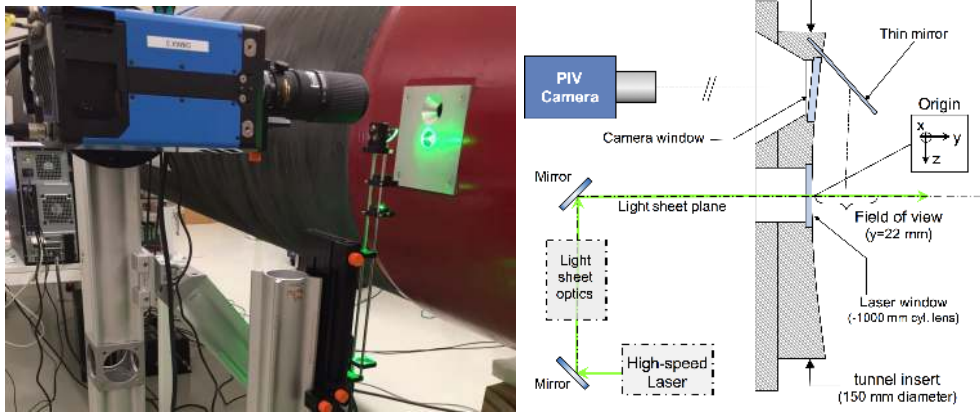 PIV
Camera
Thin mirror
Origin
x
y
z
Camera window
Mirror
Light sheet plane
Field of view
(y=22 mm)
Light
sheet
optics
Laser window
(-1000 mm cyl. lens)
High-speed
Laser
Mirror
tunnel insert
(150 mm diameter)